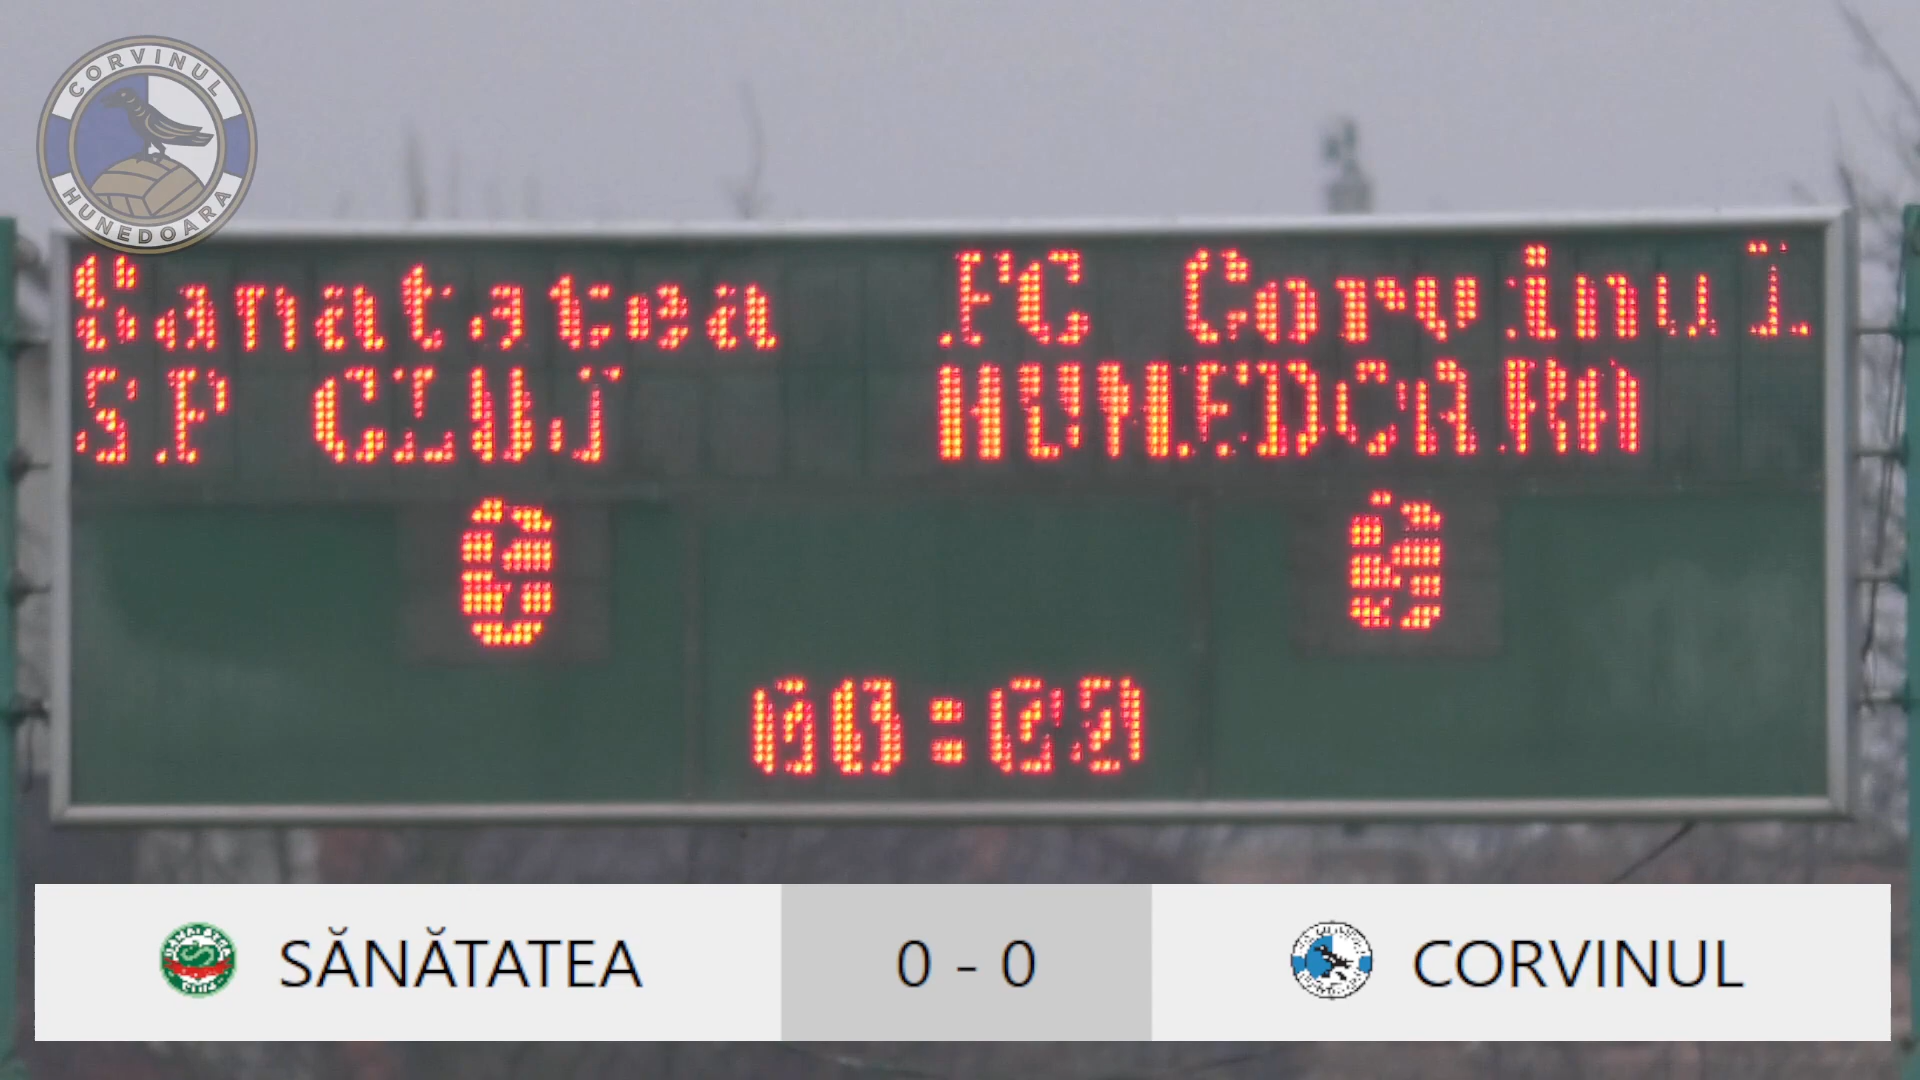 CORVINUL
HUNEDOARA
Sanatatea FC Corvinul
SP CLUJ HUNEDOARA
0 0
00:00
SĂNĂTATEA 0 - 0 CORVINUL